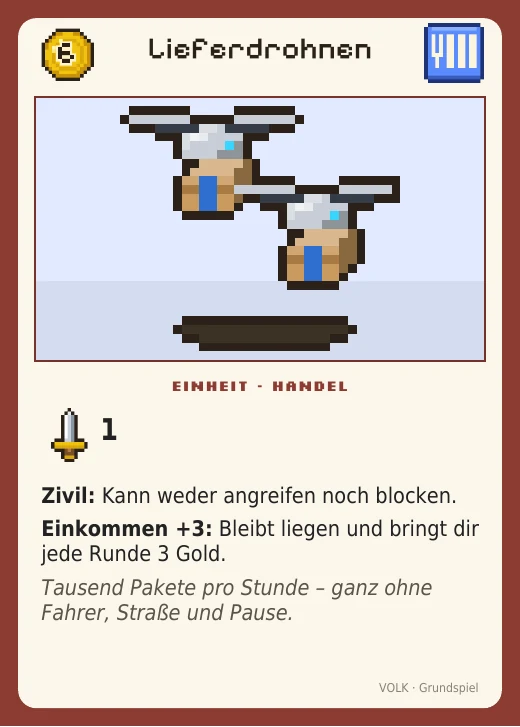 6
Lieferdrohnen
VIII
EINHEIT · HANDEL
1
Zivil: Kann weder angreifen noch blocken.
Einkommen +3: Bleibt liegen und bringt dir
jede Runde 3 Gold.
Tausend Pakete pro Stunde – ganz ohne
Fahrer, Straße und Pause.
VOLK · Grundspiel